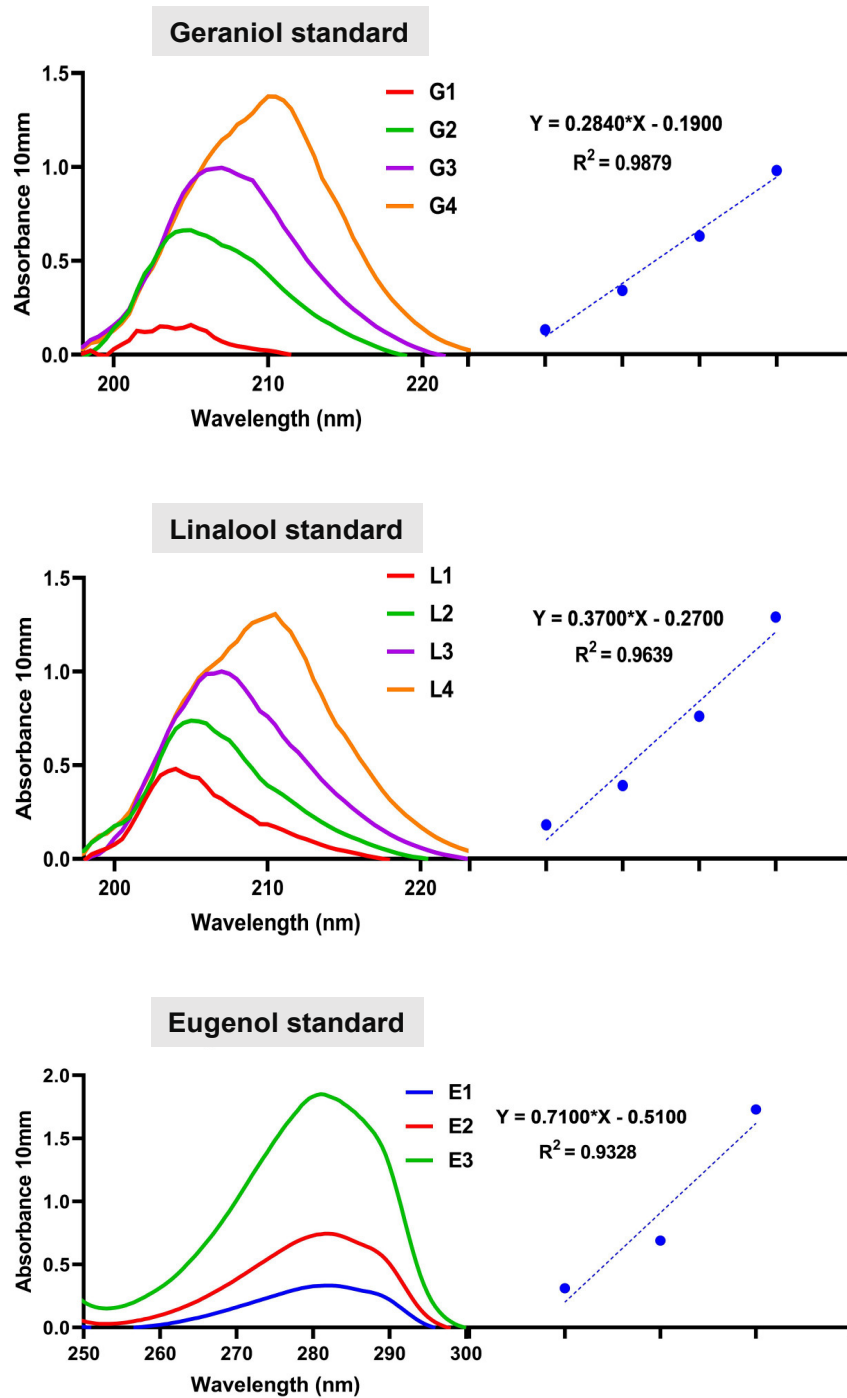 Geraniol standard
1.5
1.0
0.5
0.0
Absorbance 10mm
200
210
220
Wavelength (nm)
G1
G2
G3
G4
Y = 0.2840*X - 0.1900
R² = 0.9879
Linalool standard
1.5
1.0
0.5
0.0
Absorbance 10mm
200
210
220
Wavelength (nm)
L1
L2
L3
L4
Y = 0.3700*X - 0.2700
R² = 0.9639
Eugenol standard
2.0
1.5
1.0
0.5
0.0
Absorbance 10mm
250
260
270
280
290
300
Wavelength (nm)
E1
E2
E3
Y = 0.7100*X - 0.5100
R² = 0.9328